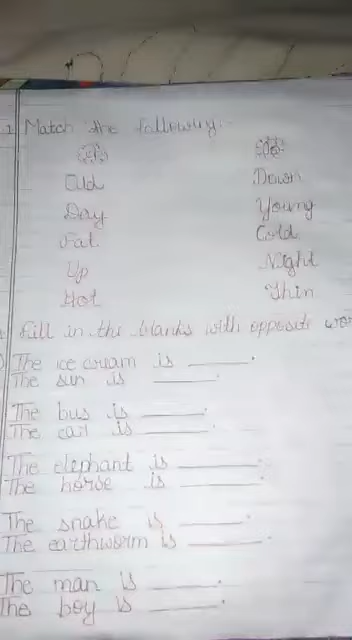 Match the following:-
Old Down
Day Young
Fat Cold
Up Night
Hot Thin
Fill in the blanks with opposite
The ice cream is ______.
The sun is ______.
The bus is ______.
The car is ______.
The elephant is ______.
The horse is ______.
The snake is ______.
The earthworm is ______.
The man is ______.
The boy is ______.